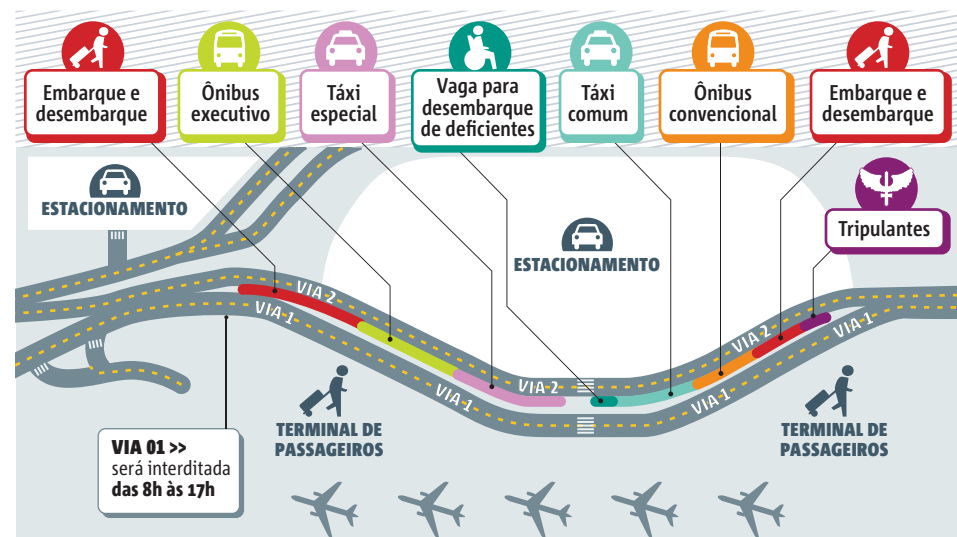 Embarque e
desembarque
Ônibus
executivo
Táxi
especial
Vaga para
desembarque
de deficientes
Táxi
comum
Ônibus
convencional
Embarque e
desembarque
Tripulantes
ESTACIONAMENTO
ESTACIONAMENTO
VIA 2
VIA 1
VIA 2
VIA 1
VIA 2
VIA 1
VIA 1
TERMINAL DE
PASSAGEIROS
TERMINAL DE
PASSAGEIROS
VIA 01 >>
será interditada
das 8h às 17h